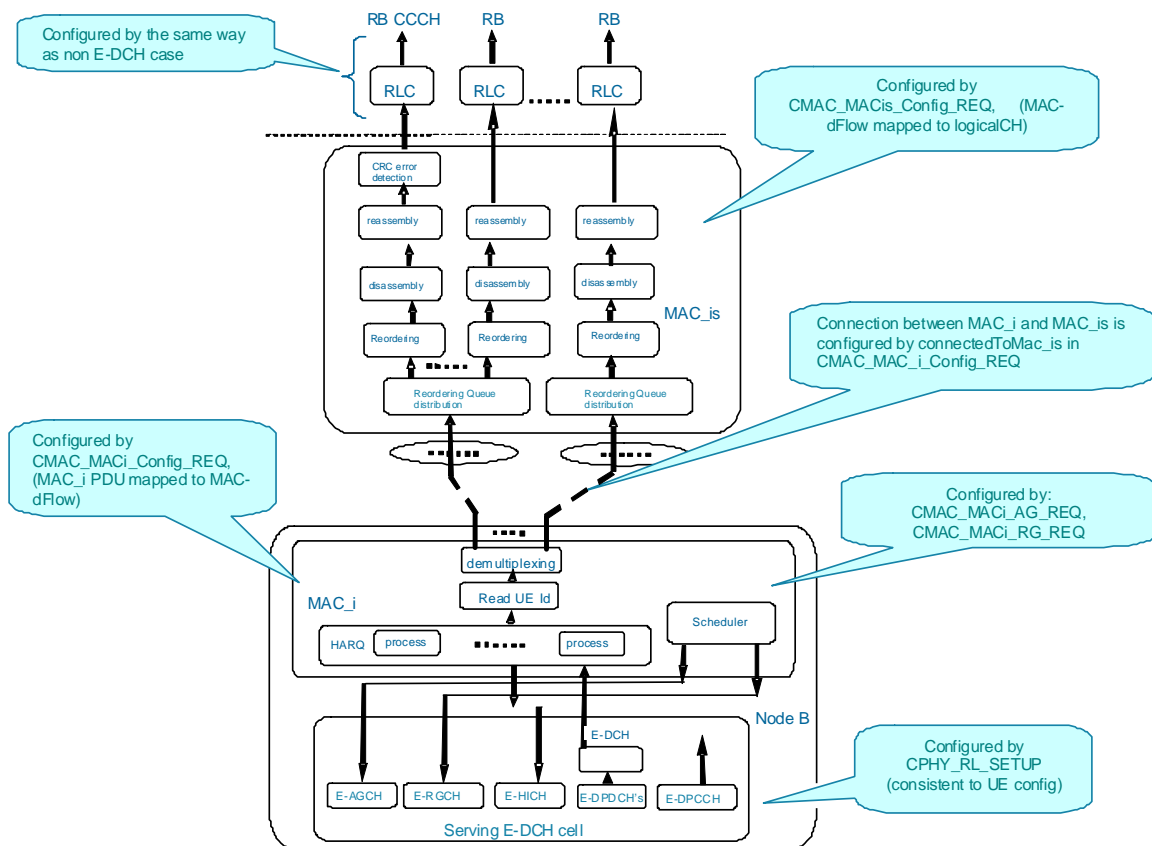 RB CCCH
RB
RB
Configured by the same way
as non E-DCH case
RLC
RLC
RLC
Configured by
CMAC_MACis_Config_REQ, (MAC-
dFlow mapped to logicalCH)
CRC error
detection
reassembly
reassembly
reassembly
disassembly
disassembly
disassembly
MAC_is
Reordering
Reordering
Reordering
Connection between MAC_i and MAC_is is
configured by connectedToMac_is in
CMAC_MAC_i_Config_REQ
Reordering Queue
distribution
Reordering Queue
distribution
Configured by
CMAC_MACi_Config_REQ,
(MAC_i PDU mapped to MAC-
dFlow)
Configured by:
CMAC_MACi_AG_REQ,
CMAC_MACi_RG_REQ
demultiplexing
Read UE Id
MAC_i
Scheduler
HARQ
process
process
Node B
E-DCH
Configured by
CPHY_RL_SETUP
(consistent to UE config)
E-AGCH
E-RGCH
E-HICH
E-DPDCH's
E-DPCCH
Serving E-DCH cell